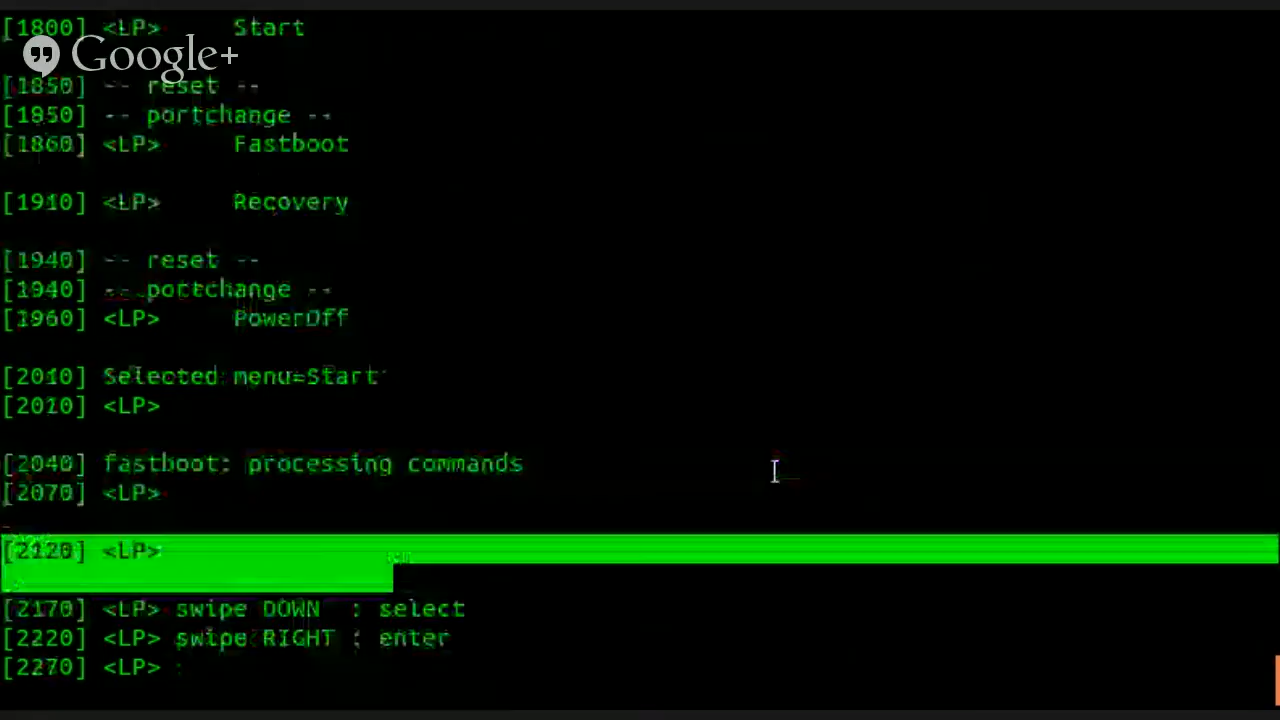 [1800] <LP>     Start
Google+
[1850] -- reset --
[1850] -- portchange --
[1860] <LP>     Fastboot
[1910] <LP>     Recovery
[1940] -- reset --
[1940] -- portchange --
[1960] <LP>     PowerOff
[2010] Selected menu=Start
[2010] <LP>
[2040] fastboot: processing commands
[2070] <LP>
[2120] <LP>
[2170] <LP> swipe DOWN  : select
[2220] <LP> swipe RIGHT : enter
[2270] <LP>